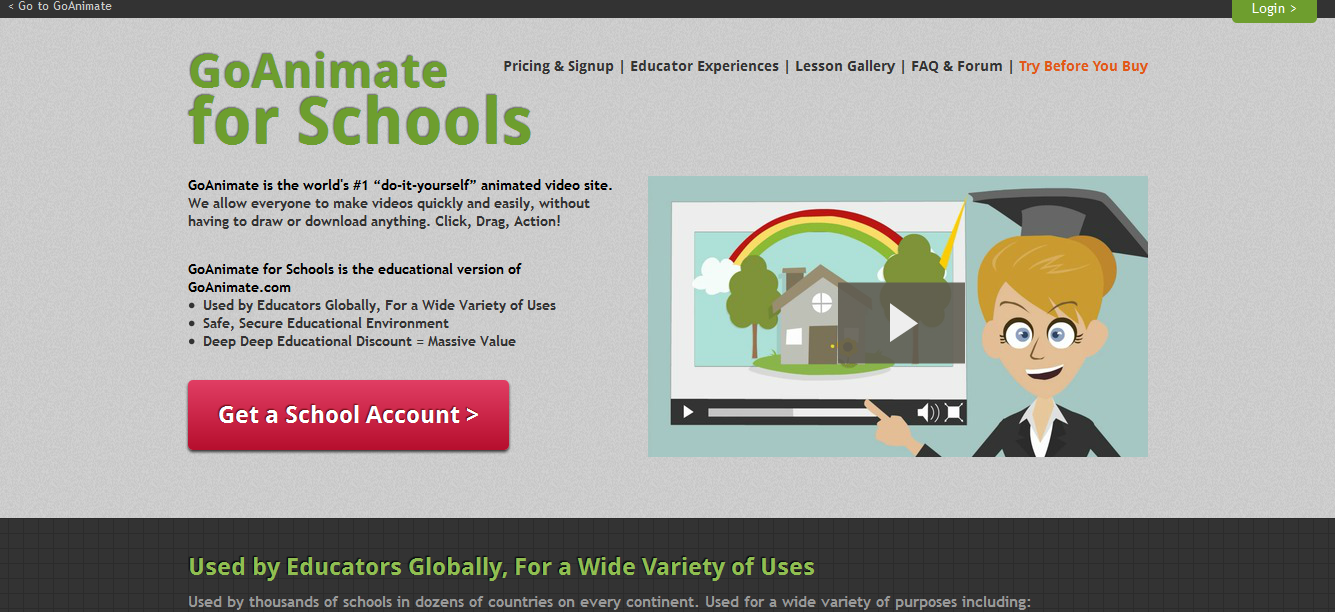 < Go to GoAnimate
Login >
GoAnimate
for Schools
Pricing & Signup | Educator Experiences | Lesson Gallery | FAQ & Forum | Try Before You Buy
GoAnimate is the world's #1 “do-it-yourself” animated video site.
We allow everyone to make videos quickly and easily, without
having to draw or download anything. Click, Drag, Action!
GoAnimate for Schools is the educational version of
GoAnimate.com
• Used by Educators Globally, For a Wide Variety of Uses
• Safe, Secure Educational Environment
• Deep Deep Educational Discount = Massive Value
Get a School Account >
Used by Educators Globally, For a Wide Variety of Uses
Used by thousands of schools in dozens of countries on every continent. Used for a wide variety of purposes including: